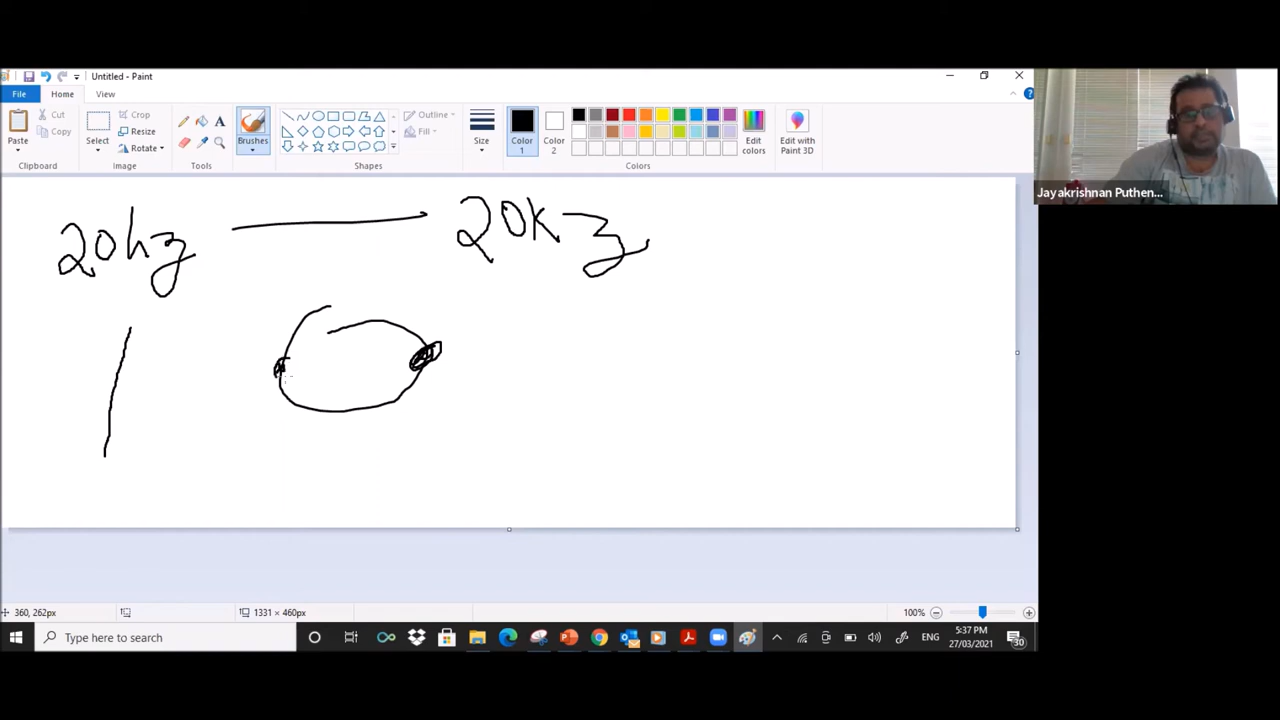 Untitled - Paint
File Home View
Cut
Copy
Paste
Clipboard
Select
Crop
Resize
Rotate
Image
A
Tools
Brushes
Outline
Fill
Shapes
Size
Color 1
Color 2
Edit colors
Edit with Paint 3D
Colors
Jayakrishnan Puthen...
20hz 20kz
360, 262px
1331 × 460px
100%
Type here to search
ENG
5:37 PM
27/03/2021
30